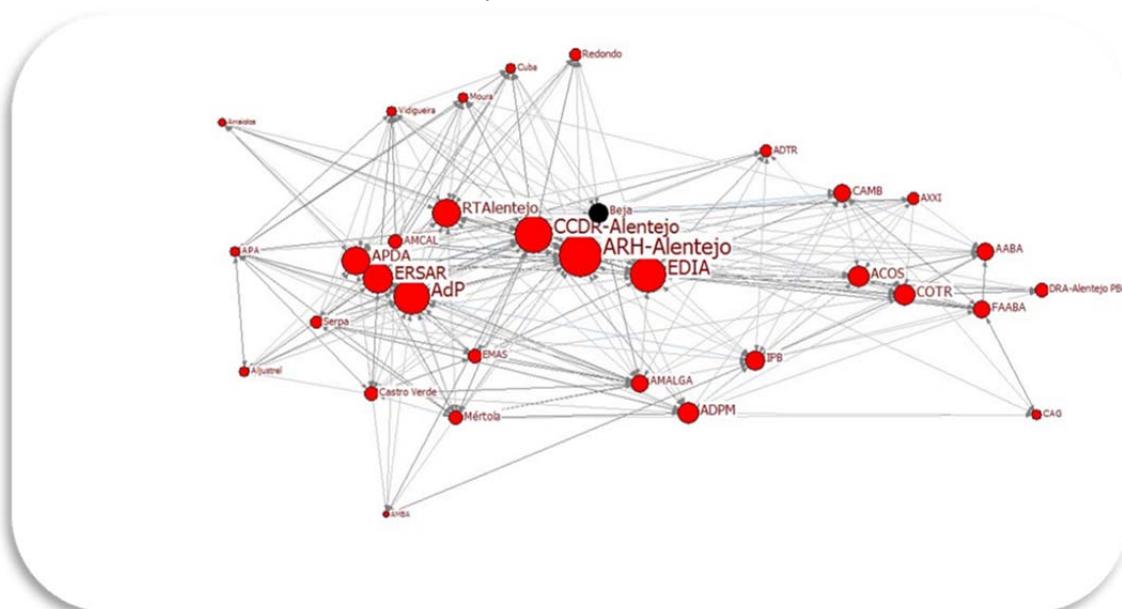 Redondo
Cuba
Moura
Vidigueira
Arraiolos
ADTR
CAMB
AXXI
RTAlentejo
Beja
CCDR-Alentejo
AMCAL
ARH-Alentejo
APA
APDA
AABA
EDIA
ERSAR
ACOS
AdP
COTR
DRA-Alentejo PB
FAABA
Serpa
EMAS
IPB
Aljustrel
AMALGA
Castro Verde
ADPM
Mértola
CAG
AMBA